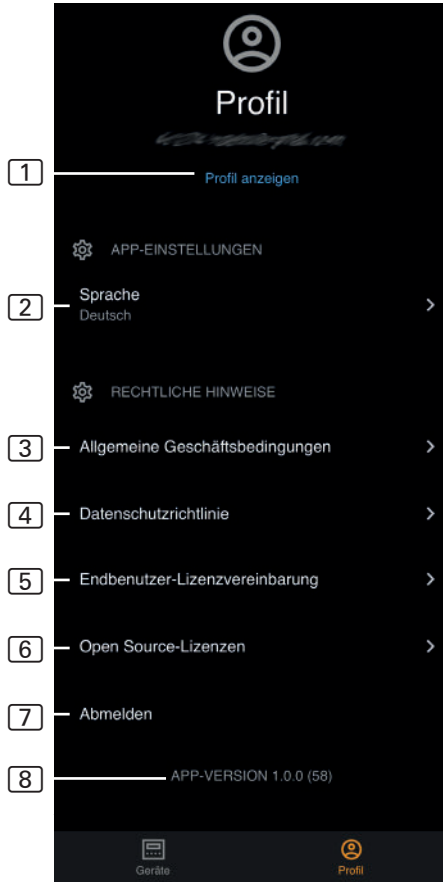 Profil
1
Profil anzeigen
APP-EINSTELLUNGEN
2
Sprache
Deutsch
RECHTLICHE HINWEISE
3
Allgemeine Geschäftsbedingungen
4
Datenschutzrichtlinie
5
Endbenutzer-Lizenzvereinbarung
6
Open Source-Lizenzen
7
Abmelden
8
APP-VERSION 1.0.0 (58)
Geräte
Profil